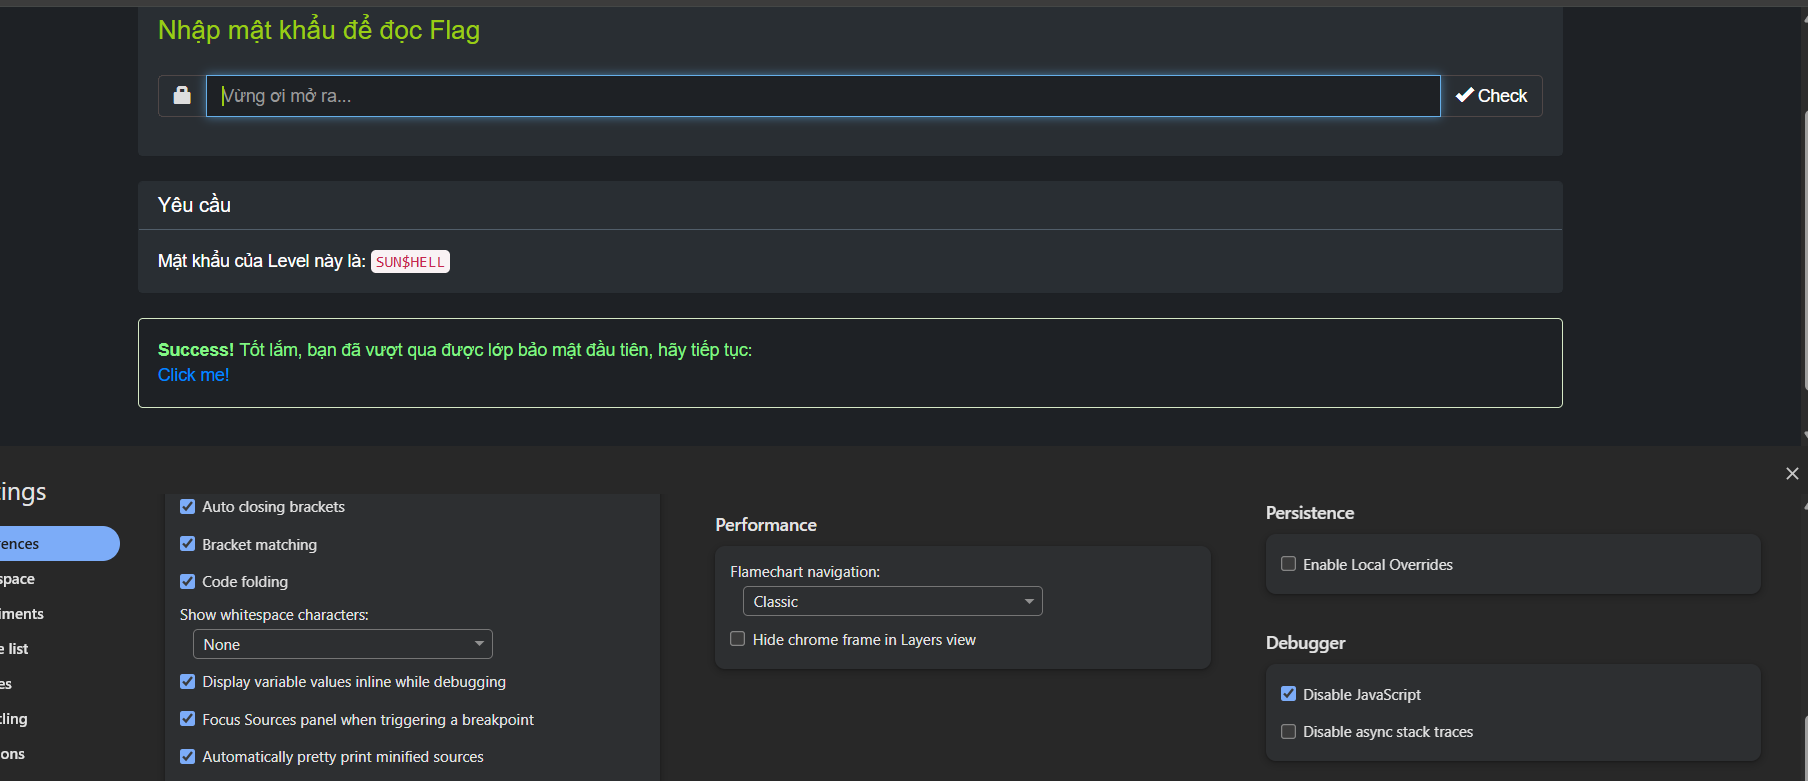 Nhập mật khẩu để đọc Flag
Vừng ơi mở ra...
Check
Yêu cầu
Mật khẩu của Level này là: SUN$HELL
Success! Tốt lắm, bạn đã vượt qua được lớp bảo mật đầu tiên, hãy tiếp tục:
Click me!
ings
ences
space
iments
e list
es
tling
ons
Auto closing brackets
Bracket matching
Code folding
Show whitespace characters:
None
Display variable values inline while debugging
Focus Sources panel when triggering a breakpoint
Automatically pretty print minified sources
Performance
Flamechart navigation:
Classic
Hide chrome frame in Layers view
Persistence
Enable Local Overrides
Debugger
Disable JavaScript
Disable async stack traces